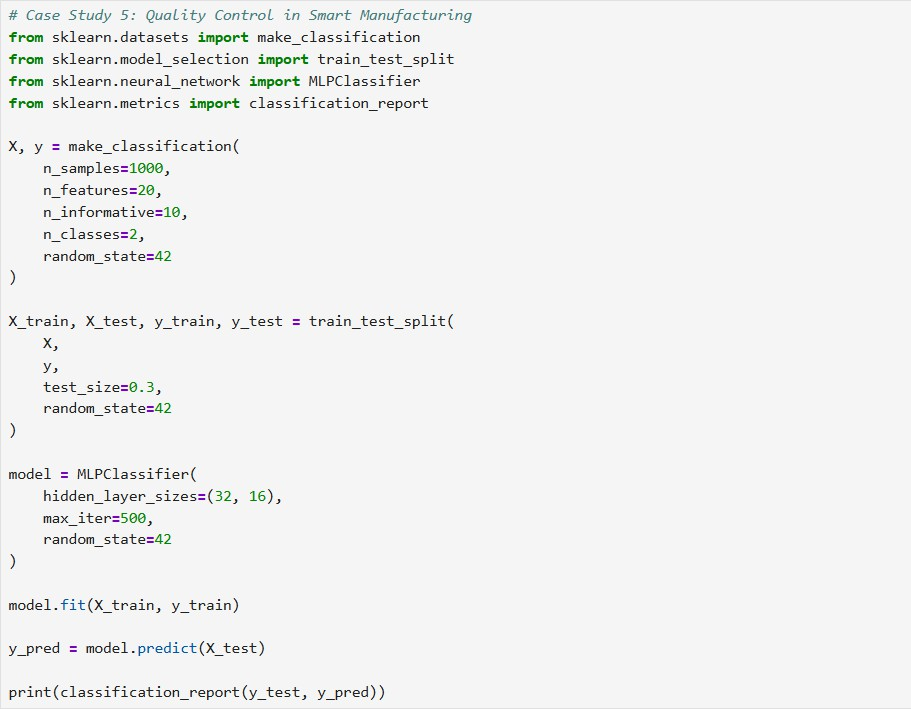 # Case Study 5: Quality Control in Smart Manufacturing
from sklearn.datasets import make_classification
from sklearn.model_selection import train_test_split
from sklearn.neural_network import MLPClassifier
from sklearn.metrics import classification_report

X, y = make_classification(
    n_samples=1000,
    n_features=20,
    n_informative=10,
    n_classes=2,
    random_state=42
)

X_train, X_test, y_train, y_test = train_test_split(
    X,
    y,
    test_size=0.3,
    random_state=42
)

model = MLPClassifier(
    hidden_layer_sizes=(32, 16),
    max_iter=500,
    random_state=42
)

model.fit(X_train, y_train)

y_pred = model.predict(X_test)

print(classification_report(y_test, y_pred))